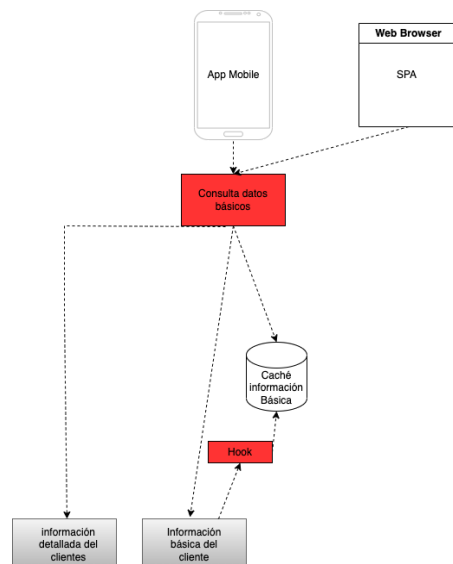 Web Browser
App Mobile
SPA
Consulta datos
básicos
Caché
información
Básica
Hook
información
detallada del
clientes
Información
básica del
cliente